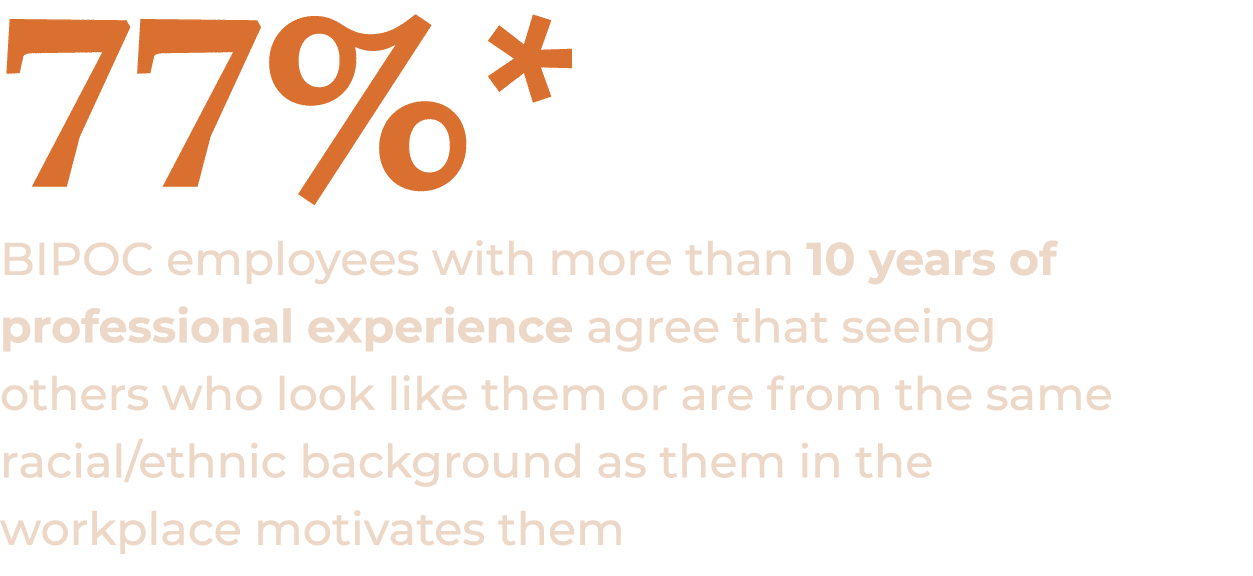 77%*
BIPOC employees with more than 10 years of
professional experience agree that seeing
others who look like them or are from the same
racial/ethnic background as them in the
workplace motivates them